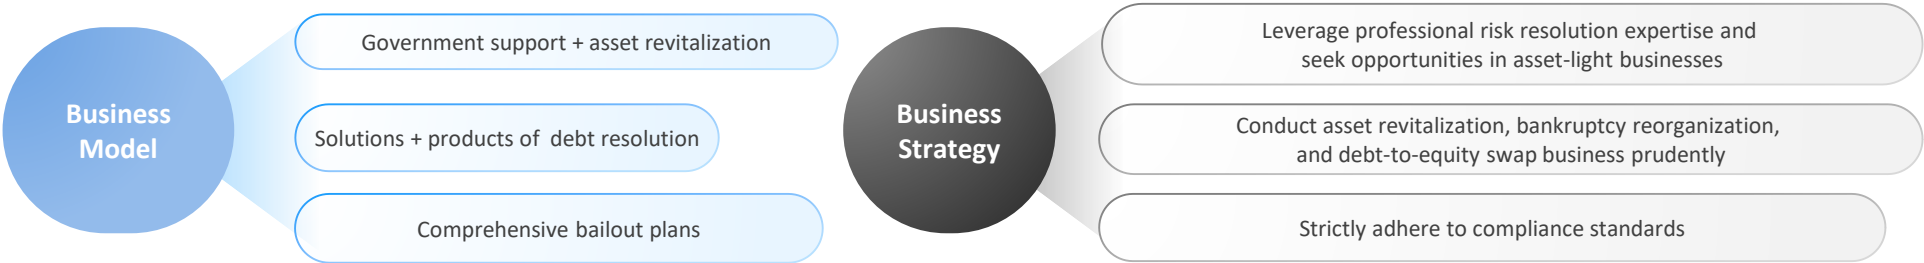 Business
Model
Government support + asset revitalization
Solutions + products of debt resolution
Comprehensive bailout plans
Business
Strategy
Leverage professional risk resolution expertise and
seek opportunities in asset-light businesses
Conduct asset revitalization, bankruptcy reorganization,
and debt-to-equity swap business prudently
Strictly adhere to compliance standards